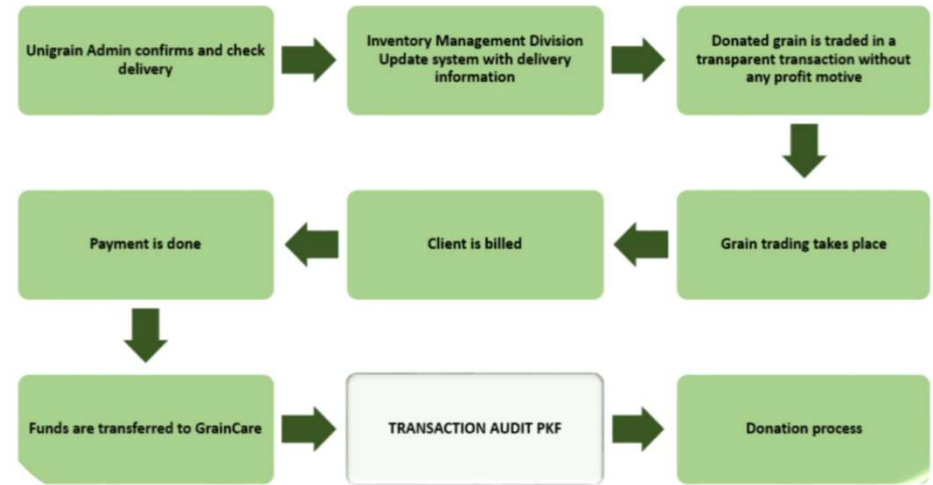 Unigrain Admin confirms and check
delivery
Inventory Management Division
Update system with delivery
information
Donated grain is traded in a
transparent transaction without
any profit motive
Grain trading takes place
Client is billed
Payment is done
Funds are transferred to GrainCare
TRANSACTION AUDIT PKF
Donation process